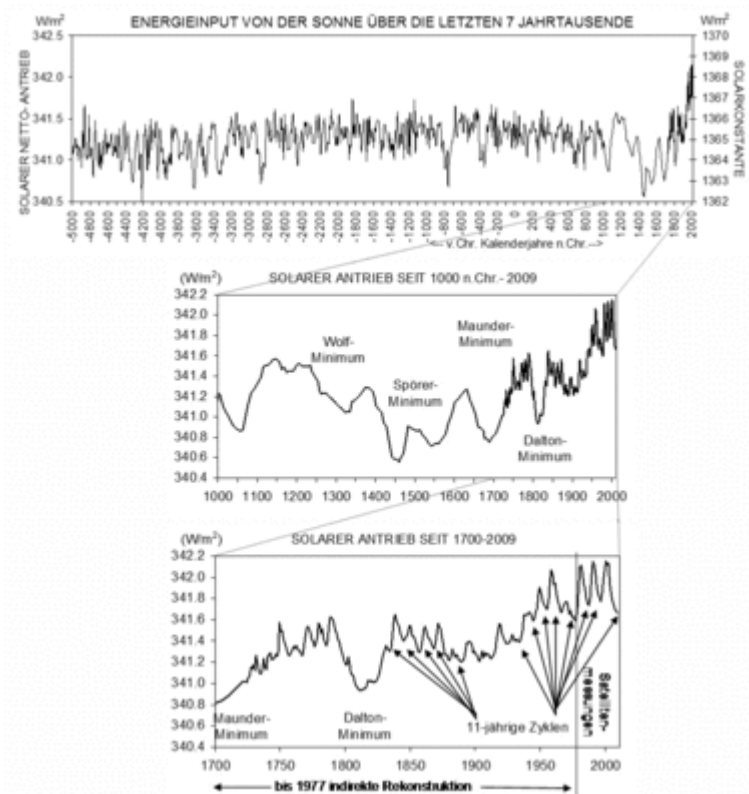 W/m² ENERGIEINPUT VON DER SONNE ÜBER DIE LETZTEN 7 JAHRTAUSENDE W/m²
342.5 1370
1369
342.0 1368
1367
341.5 1366
1365
341.0 1364
1363
340.5 1362
SOLARER NETTO- ANTRIEB
SOLARKONSTANTE
-5000 -4800 -4600 -4400 -4200 -4000 -3800 -3600 -3400 -3200 -3000 -2800 -2600 -2400 -2200 -2000 -1800 -1600 -1400 -1200 -1000 -800 -600 -400 -200 0 200 400 600 800 1000 1200 1400 1600 1800 2000
<-- v.Chr. Kalenderjahre n.Chr.-->
(W/m²) SOLARER ANTRIEB SEIT 1000 n.Chr.- 2009
342.2
342.0
341.8
341.6
341.4
341.2
341.0
340.8
340.6
340.4
Wolf-
Minimum
Spörer-
Minimum
Maunder-
Minimum
Dalton-
Minimum
1000 1100 1200 1300 1400 1500 1600 1700 1800 1900 2000
(W/m²) SOLARER ANTRIEB SEIT 1700-2009
342.2
342.0
341.8
341.6
341.4
341.2
341.0
340.8
340.6
340.4
Maunder-
Minimum
Dalton-
Minimum
11-jährige Zyklen
Satelliten-
messungen
1700 1750 1800 1850 1900 1950 2000
bis 1977 indirekte Rekonstruktion